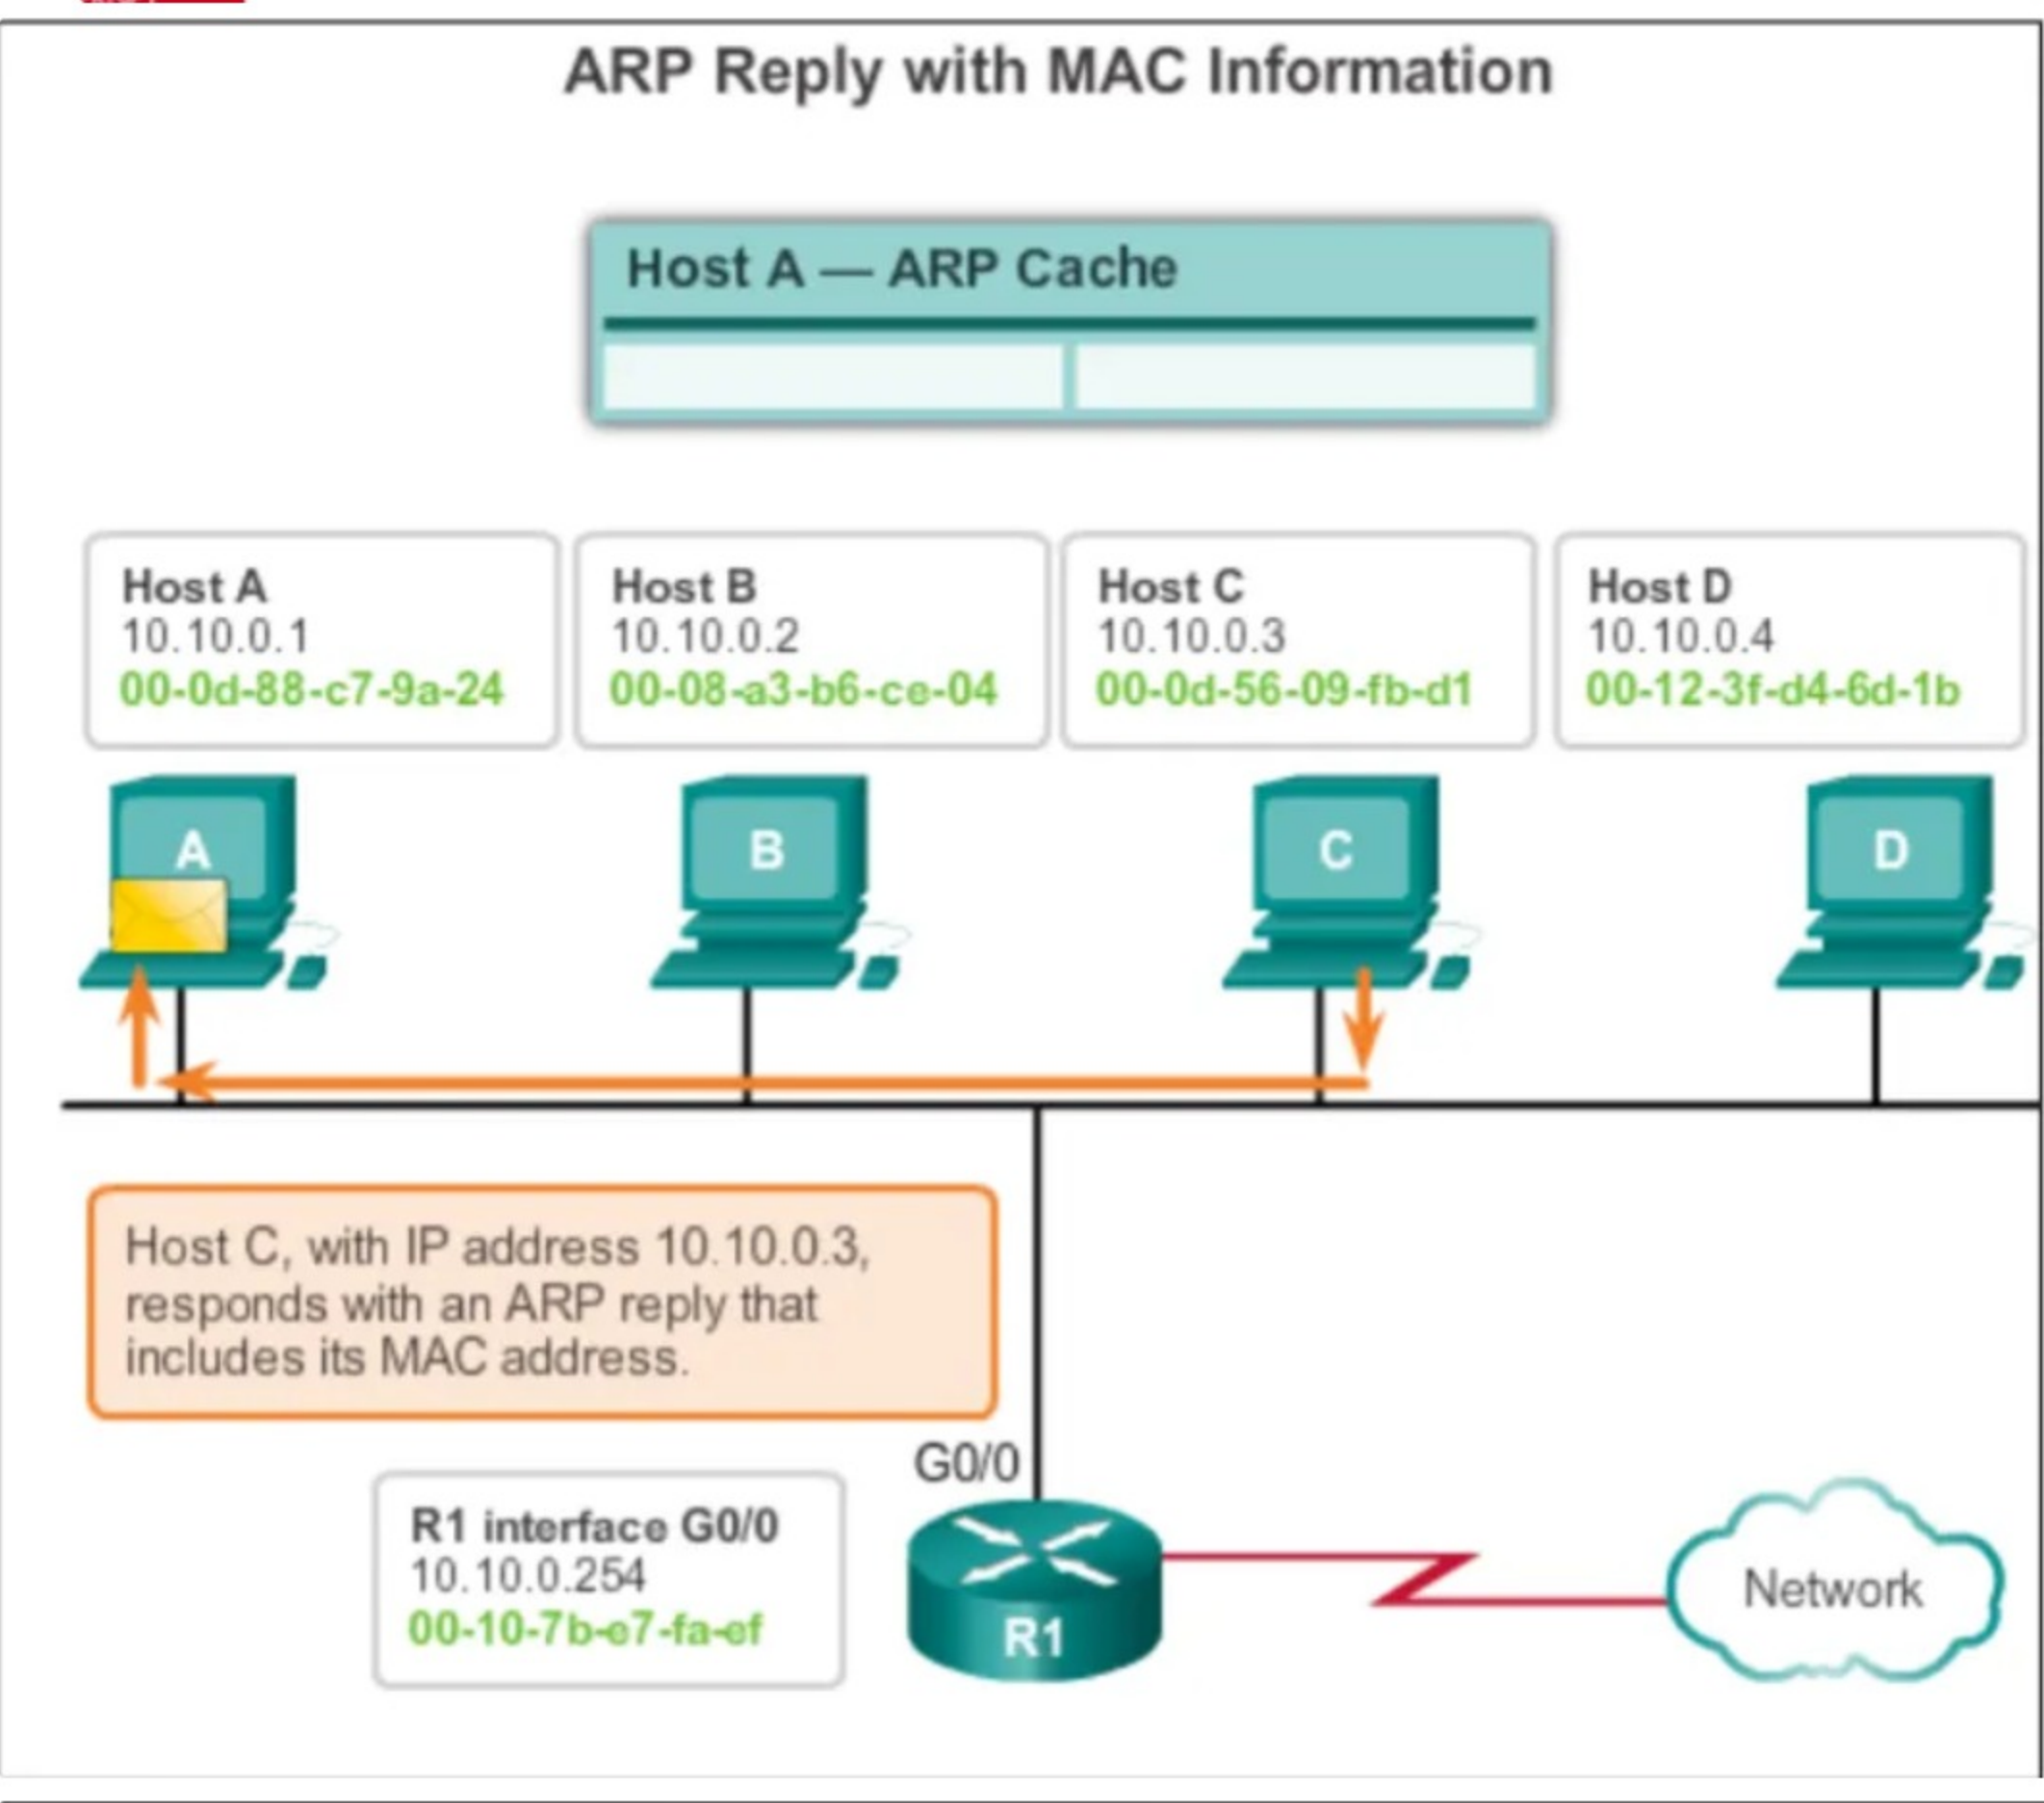 ARP Reply with MAC Information
Host A — ARP Cache
Host A
10.10.0.1
00-0d-88-c7-9a-24
Host B
10.10.0.2
00-08-a3-b6-ce-04
Host C
10.10.0.3
00-0d-56-09-fb-d1
Host D
10.10.0.4
00-12-3f-d4-6d-1b
A
B
C
D
Host C, with IP address 10.10.0.3,
responds with an ARP reply that
includes its MAC address.
G0/0
R1 interface G0/0
10.10.0.254
00-10-7b-e7-fa-ef
R1
Network